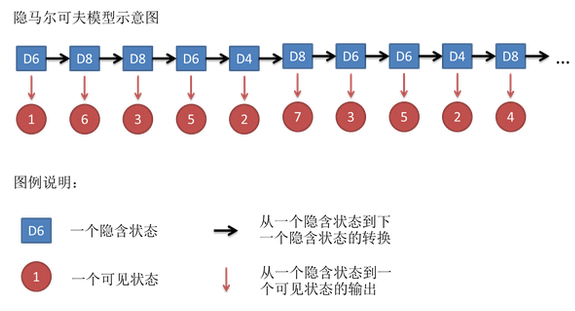 隐马尔可夫模型示意图
D6 D8 D8 D6 D4 D8 D6 D6 D4 D8 ...
1 6 3 5 2 7 3 5 2 4
图例说明：
D6 一个隐含状态 从一个隐含状态到下
一个隐含状态的转换
1 一个可见状态 从一个隐含状态到一
个可见状态的输出